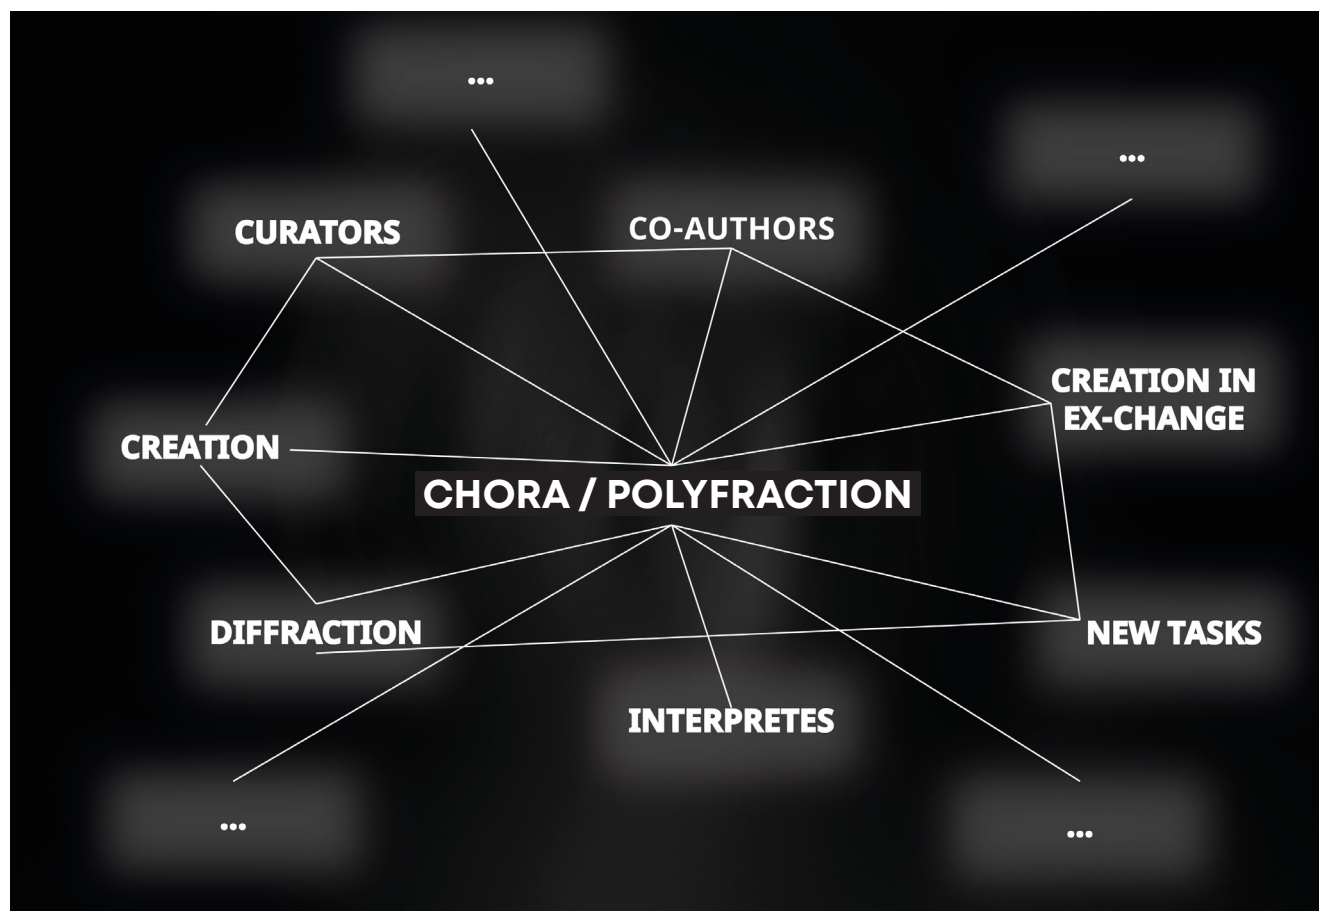 ...
...
CURATORS
CO-AUTHORS
CREATION IN
EX-CHANGE
CREATION
CHORA / POLYFRACTION
DIFFRACTION
NEW TASKS
INTERPRETES
...
...